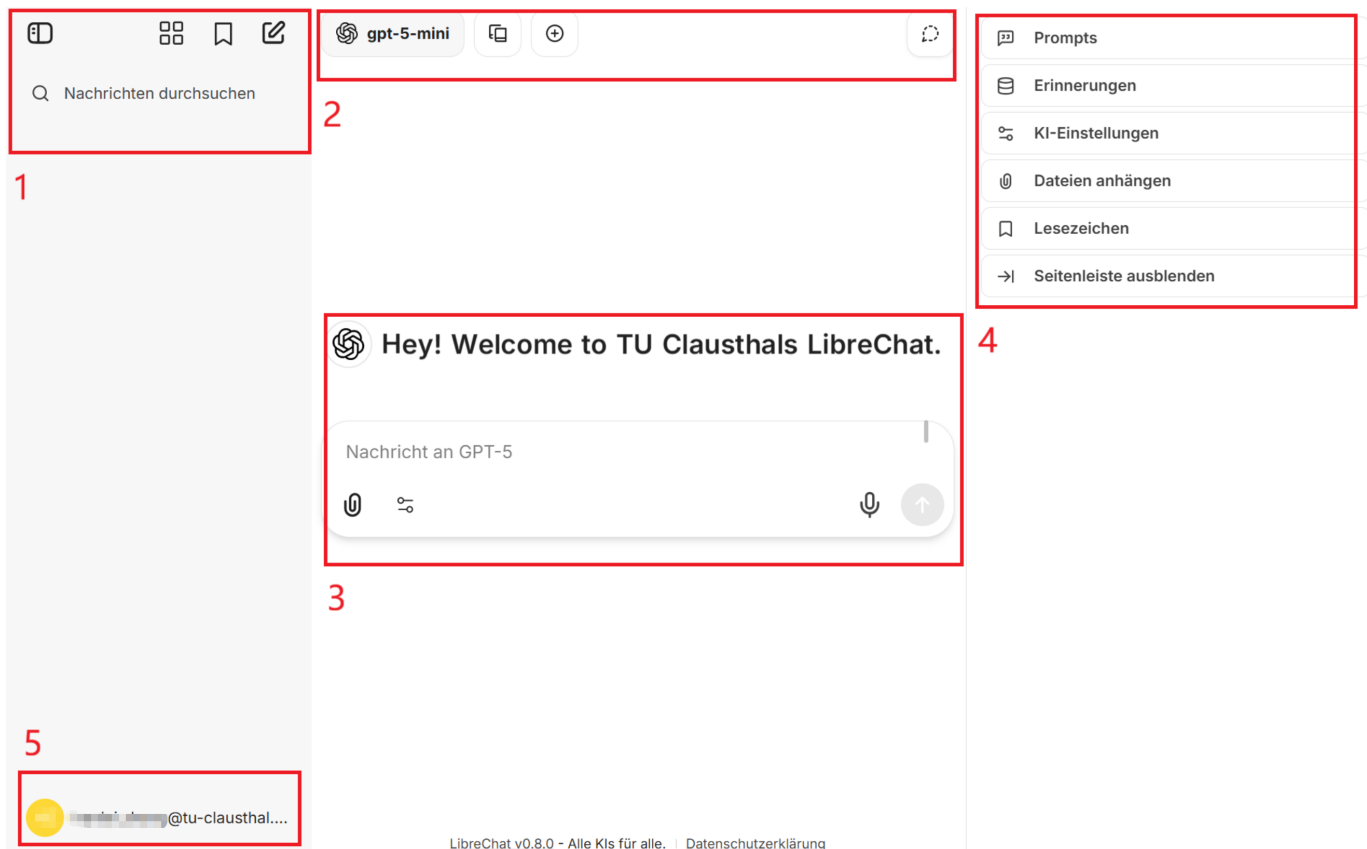 Nachrichten durchsuchen
1
gpt-5-mini
2
Hey! Welcome to TU Clausthals LibreChat.
Nachricht an GPT-5
3
Prompts
Erinnerungen
KI-Einstellungen
Dateien anhängen
Lesezeichen
Seitenleiste ausblenden
4
5
@tu-clausthal....
LibreChat v0.8.0 - Alle KIs für alle. | Datenschutzerklärung